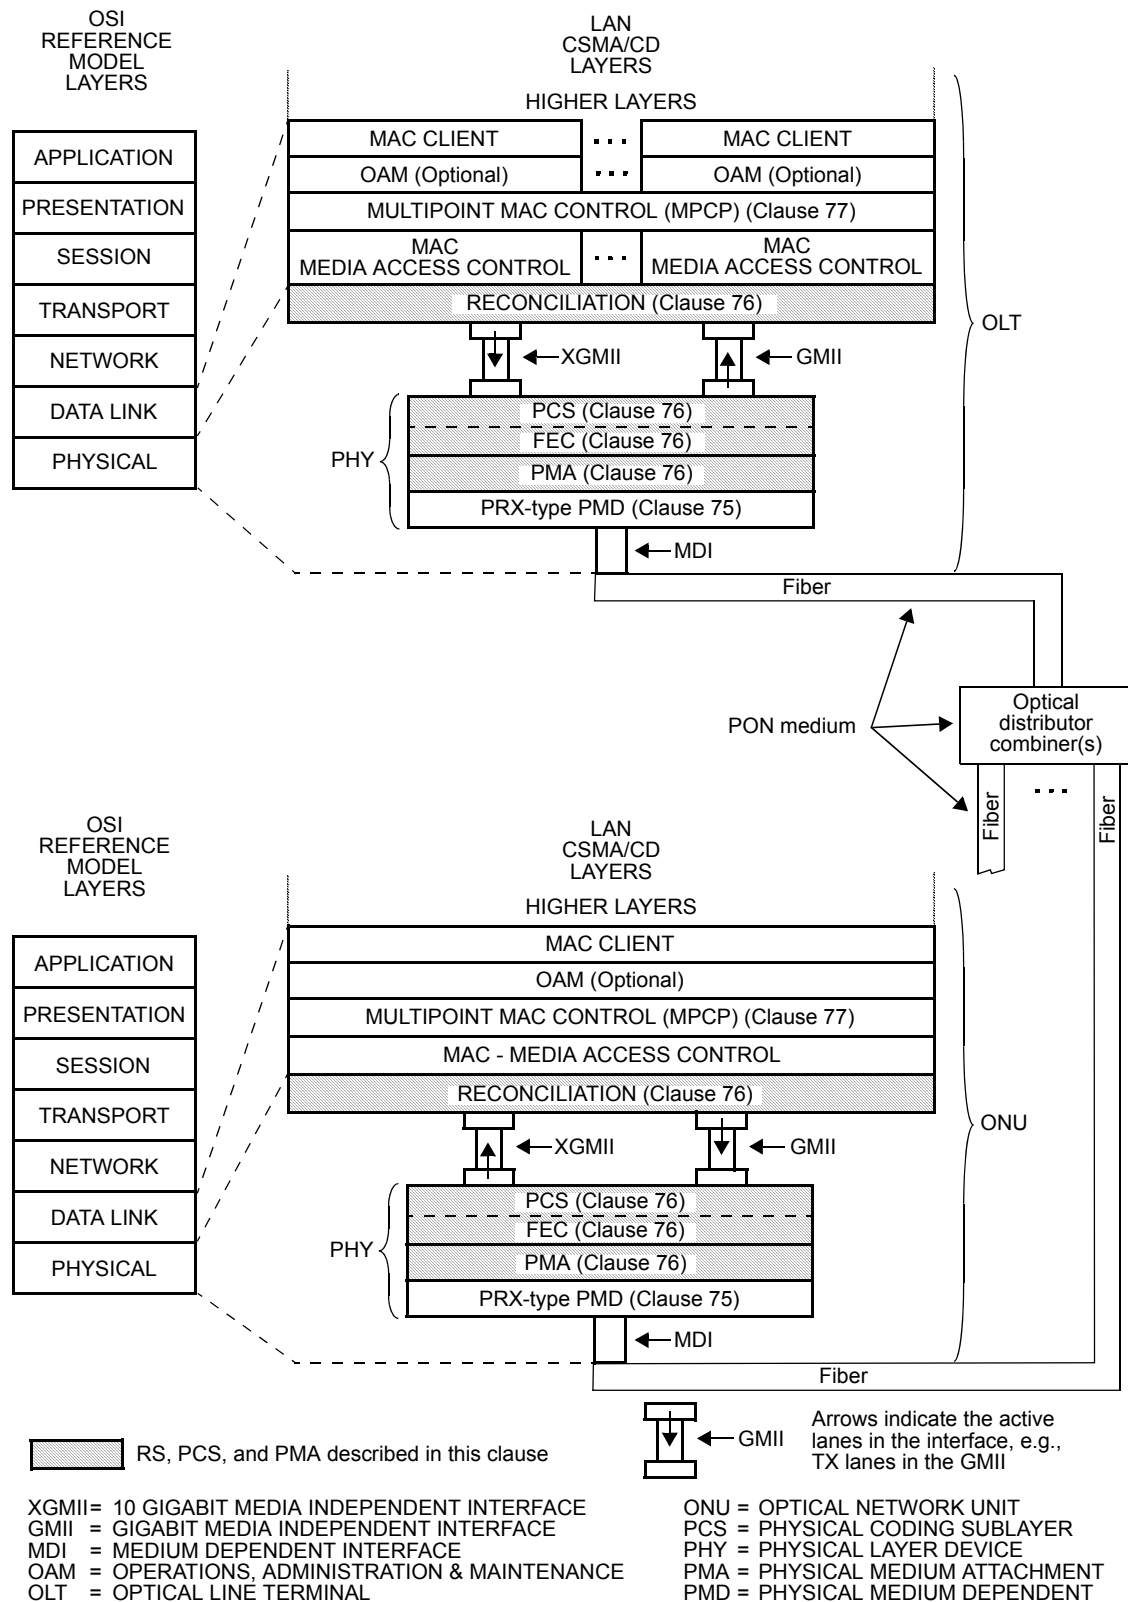 OSI
REFERENCE
MODEL
LAYERS
LAN
CSMA/CD
LAYERS
HIGHER LAYERS
APPLICATION
PRESENTATION
SESSION
TRANSPORT
NETWORK
DATA LINK
PHYSICAL
MAC CLIENT ... MAC CLIENT
OAM (Optional) ... OAM (Optional)
MULTIPOINT MAC CONTROL (MPCP) (Clause 77)
MAC
MEDIA ACCESS CONTROL
...
MAC
MEDIA ACCESS CONTROL
RECONCILIATION (Clause 76)
XGMII
GMII
OLT
PCS (Clause 76)
FEC (Clause 76)
PHY
PMA (Clause 76)
PRX-type PMD (Clause 75)
MDI
Fiber
PON medium
Optical
distributor
combiner(s)
Fiber
...
Fiber
OSI
REFERENCE
MODEL
LAYERS
LAN
CSMA/CD
LAYERS
HIGHER LAYERS
APPLICATION
PRESENTATION
SESSION
TRANSPORT
NETWORK
DATA LINK
PHYSICAL
MAC CLIENT
OAM (Optional)
MULTIPOINT MAC CONTROL (MPCP) (Clause 77)
MAC - MEDIA ACCESS CONTROL
RECONCILIATION (Clause 76)
XGMII
GMII
ONU
PCS (Clause 76)
FEC (Clause 76)
PHY
PMA (Clause 76)
PRX-type PMD (Clause 75)
MDI
Fiber
RS, PCS, and PMA described in this clause
GMII
Arrows indicate the active
lanes in the interface, e.g.,
TX lanes in the GMII
XGMII= 10 GIGABIT MEDIA INDEPENDENT INTERFACE
GMII = GIGABIT MEDIA INDEPENDENT INTERFACE
MDI = MEDIUM DEPENDENT INTERFACE
OAM = OPERATIONS, ADMINISTRATION & MAINTENANCE
OLT = OPTICAL LINE TERMINAL
ONU = OPTICAL NETWORK UNIT
PCS = PHYSICAL CODING SUBLAYER
PHY = PHYSICAL LAYER DEVICE
PMA = PHYSICAL MEDIUM ATTACHMENT
PMD = PHYSICAL MEDIUM DEPENDENT